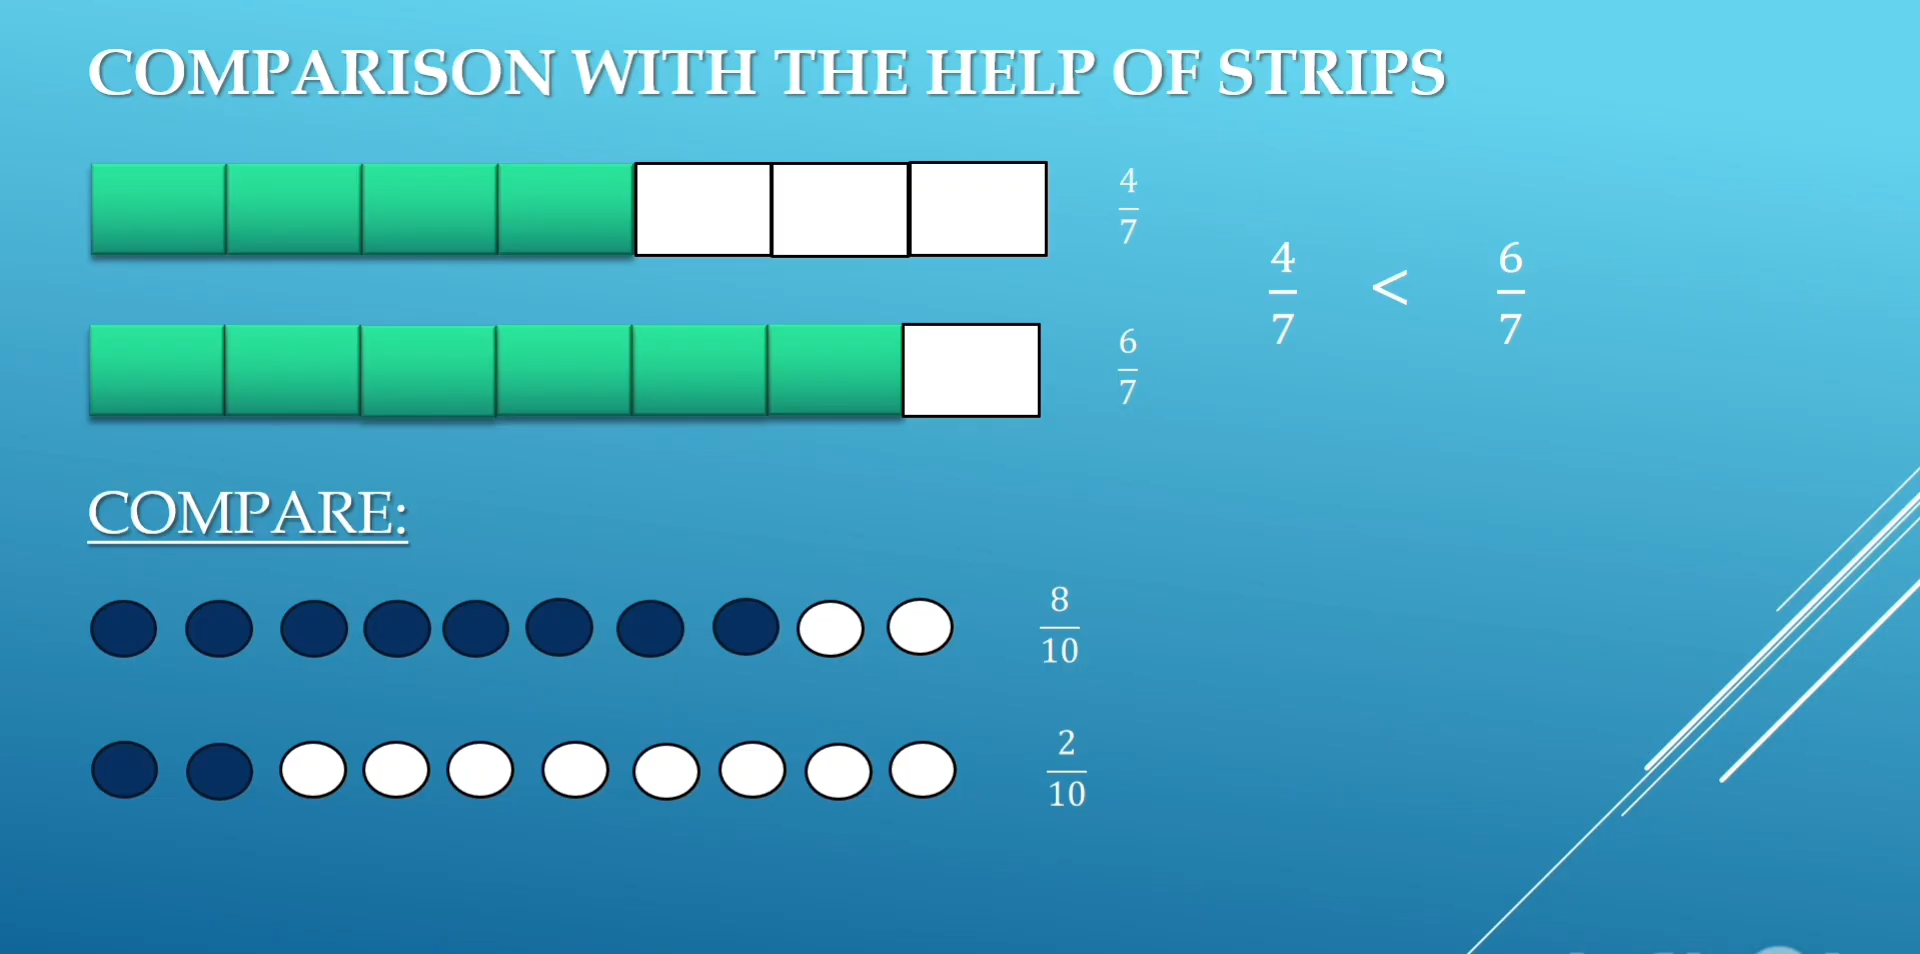 COMPARISON WITH THE HELP OF STRIPS
4/7
4/7 < 6/7
6/7
COMPARE:
8/10
2/10